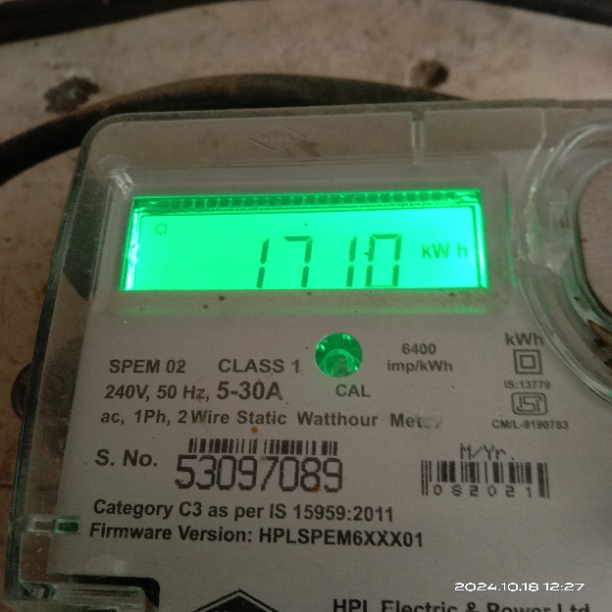 1710 kWh
SPEM 02 CLASS 1 6400 imp/kWh kWh
240V, 50 Hz, 5-30A CAL IS:13779
ac, 1Ph, 2 Wire Static Watthour CM/L-9190783
S. No. 53097089 M/Yr. 082021
Category C3 as per IS 15959:2011
Firmware Version: HPLSPEM6XXX01
2024.10.18 12:27
HPL Electric & Power Ltd